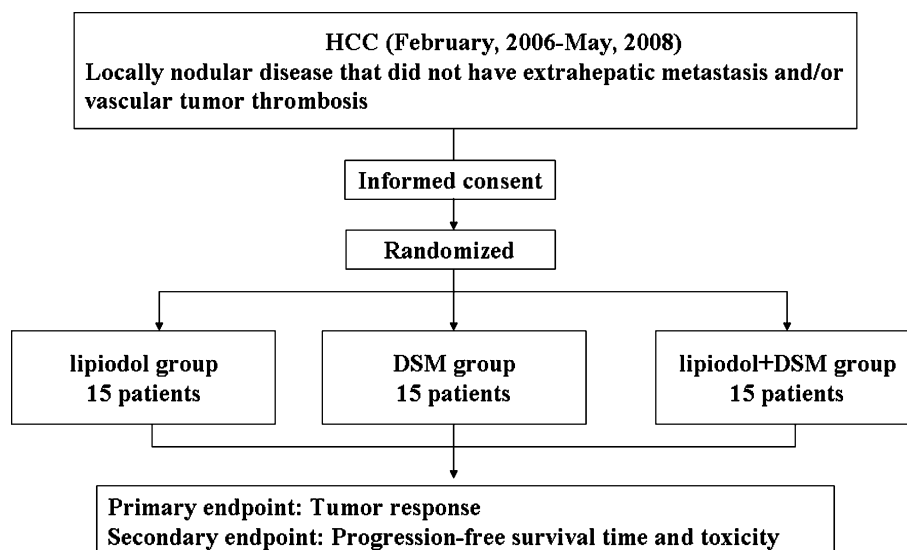 HCC (February, 2006-May, 2008)
Locally nodular disease that did not have extrahepatic metastasis and/or
vascular tumor thrombosis
Informed consent
Randomized
lipiodol group
15 patients
DSM group
15 patients
lipiodol+DSM group
15 patients
Primary endpoint: Tumor response
Secondary endpoint: Progression-free survival time and toxicity